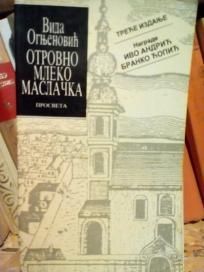 Вида
Огњеновић
ОТРОВНО
МЛЕКО
МАСЛАЧКА
ПРОСВЕТА
ТРЕЋЕ ИЗДАЊЕ
Награде
ИВО АНДРИЋ
БРАНКО ЋОПИЋ